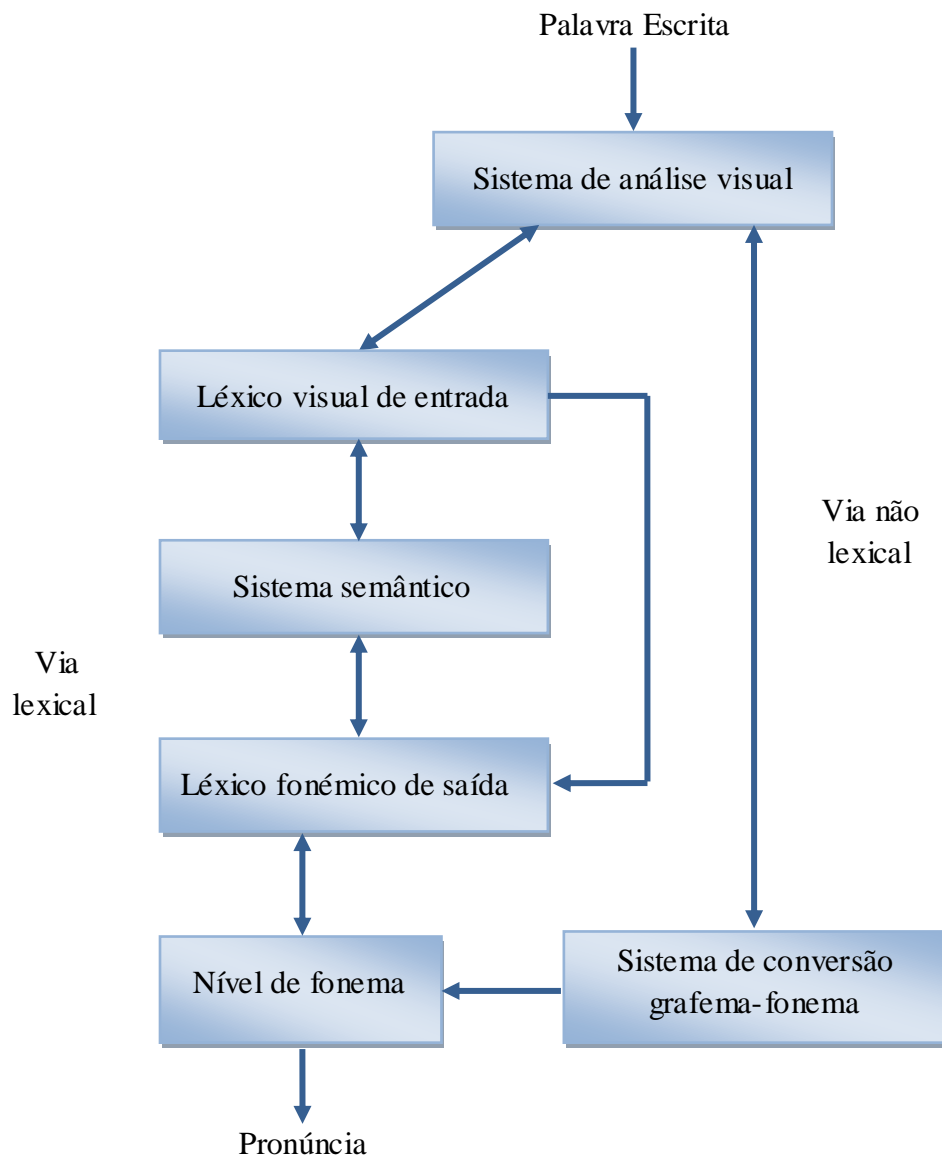 Palavra Escrita
Sistema de análise visual
Léxico visual de entrada
Via não
lexical
Sistema semântico
Via
lexical
Léxico fonémico de saída
Nível de fonema
Sistema de conversão
grafema-fonema
Pronúncia